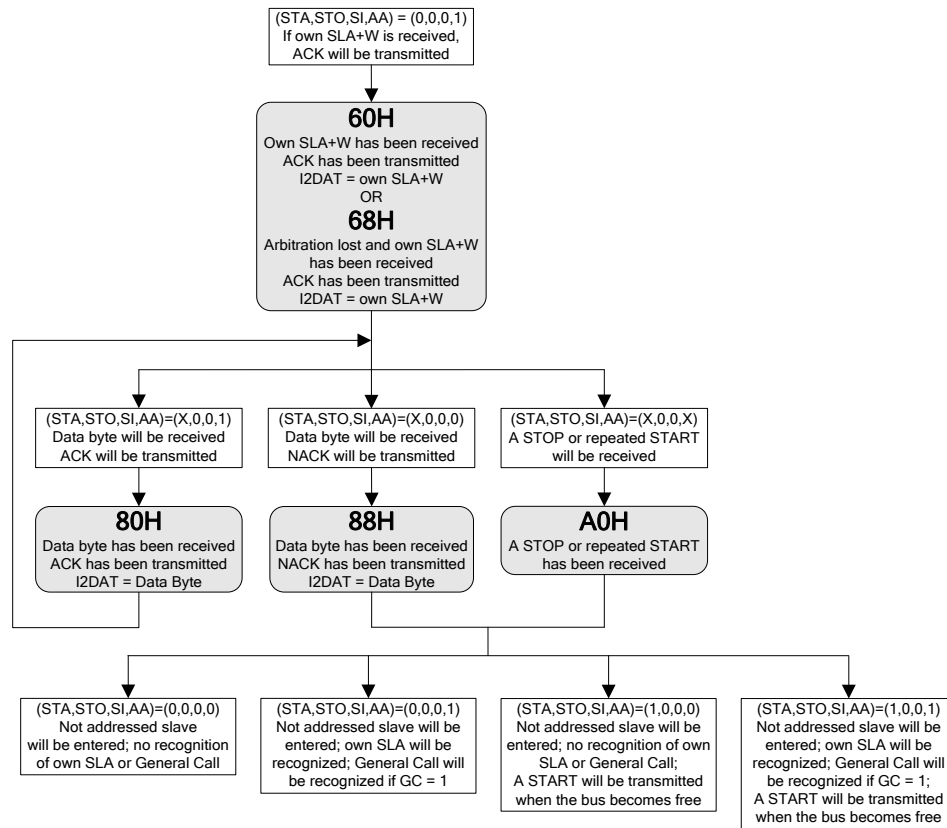 (STA,STO,SI,AA) = (0,0,0,1)
If own SLA+W is received,
ACK will be transmitted
60H
Own SLA+W has been received
ACK has been transmitted
I2DAT = own SLA+W
OR
68H
Arbitration lost and own SLA+W
has been received
ACK has been transmitted
I2DAT = own SLA+W
(STA,STO,SI,AA)=(X,0,0,1)
Data byte will be received
ACK will be transmitted
(STA,STO,SI,AA)=(X,0,0,0)
Data byte will be received
NACK will be transmitted
(STA,STO,SI,AA)=(X,0,0,X)
A STOP or repeated START
will be received
80H
Data byte has been received
ACK has been transmitted
I2DAT = Data Byte
88H
Data byte has been received
NACK has been transmitted
I2DAT = Data Byte
A0H
A STOP or repeated START
has been received
(STA,STO,SI,AA)=(0,0,0,0)
Not addressed slave
will be entered; no recognition
of own SLA or General Call
(STA,STO,SI,AA)=(0,0,0,1)
Not addressed slave will be
entered; own SLA will be
recognized; General Call will
be recognized if GC = 1
(STA,STO,SI,AA)=(1,0,0,0)
Not addressed slave will be
entered; no recognition of own
SLA or General Call;
A START will be transmitted
when the bus becomes free
(STA,STO,SI,AA)=(1,0,0,1)
Not addressed slave will be
entered; own SLA will be
recognized; General Call will
be recognized if GC = 1;
A START will be transmitted
when the bus becomes free